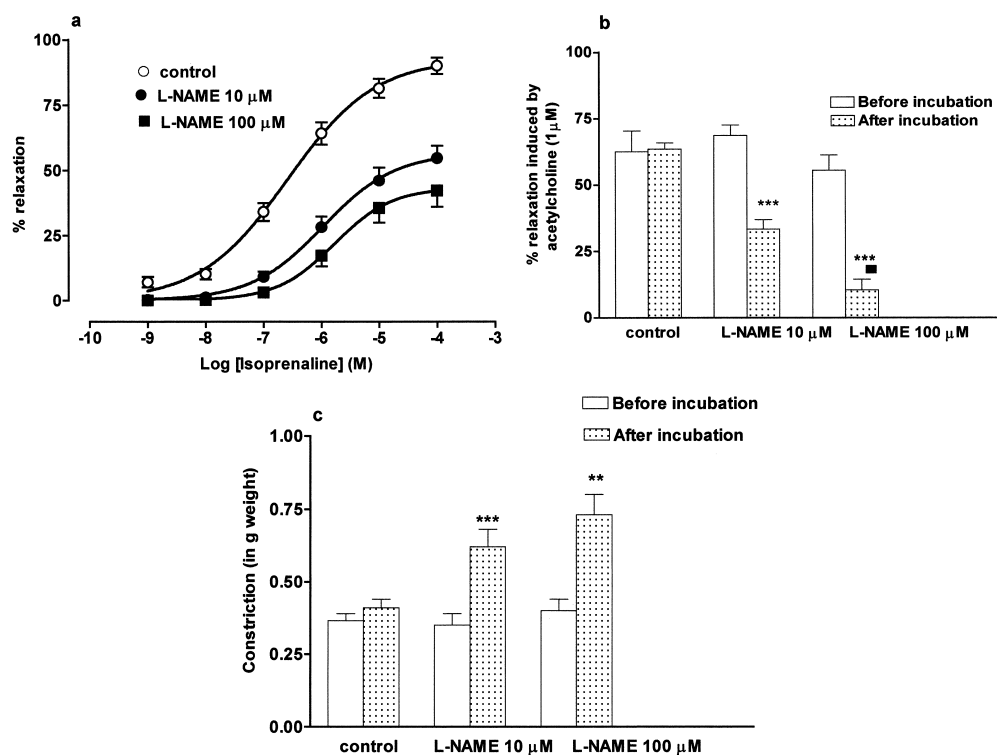 a
100
75
50
25
0
% relaxation
control
L-NAME 10 μM
L-NAME 100 μM
-10 -9 -8 -7 -6 -5 -4 -3
Log [Isoprenaline] (M)
b
100
75
50
25
0
% relaxation induced by
acetylcholine (1μM)
Before incubation
After incubation
***
***
control L-NAME 10 μM L-NAME 100 μM
c
Before incubation
After incubation
1.00
0.75
0.50
0.25
0.00
Constriction (in g weight)
***
**
control L-NAME 10 μM L-NAME 100 μM